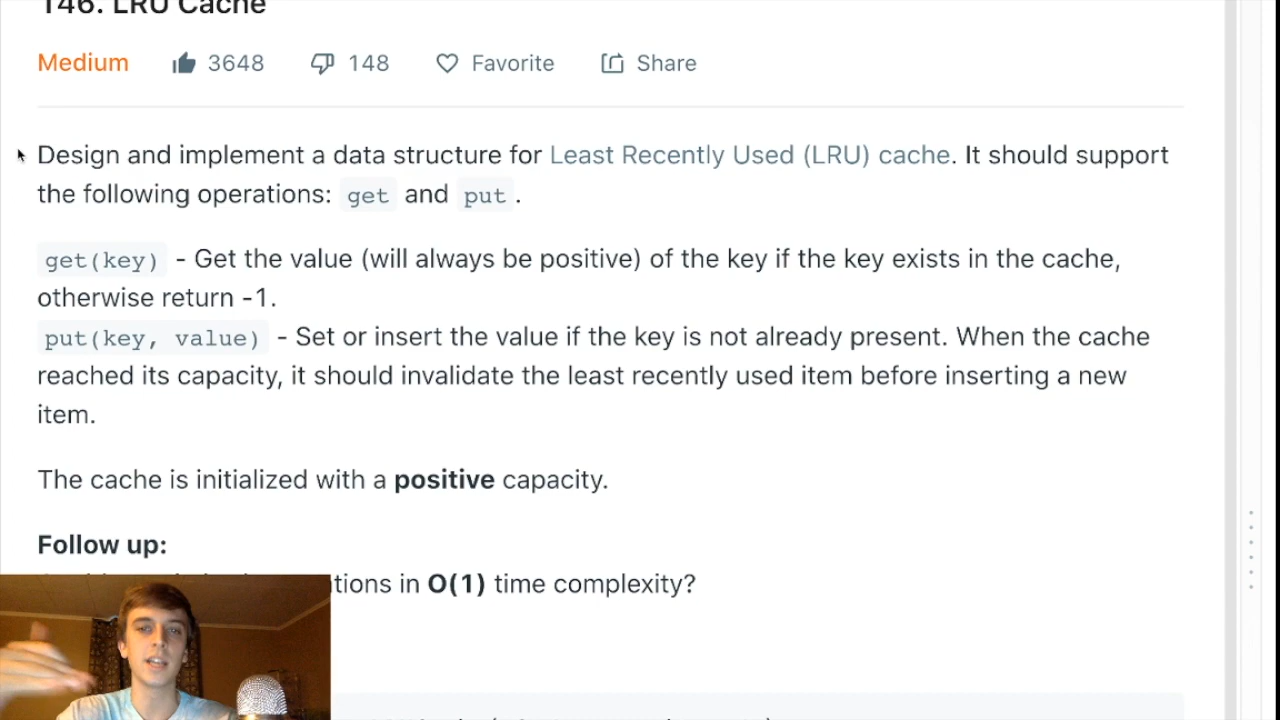 146. LRU Cache
Medium 3648 148 Favorite Share
Design and implement a data structure for Least Recently Used (LRU) cache. It should support
the following operations: get and put .
get(key) - Get the value (will always be positive) of the key if the key exists in the cache,
otherwise return -1.
put(key, value) - Set or insert the value if the key is not already present. When the cache
reached its capacity, it should invalidate the least recently used item before inserting a new
item.
The cache is initialized with a positive capacity.
Follow up:
tions in O(1) time complexity?